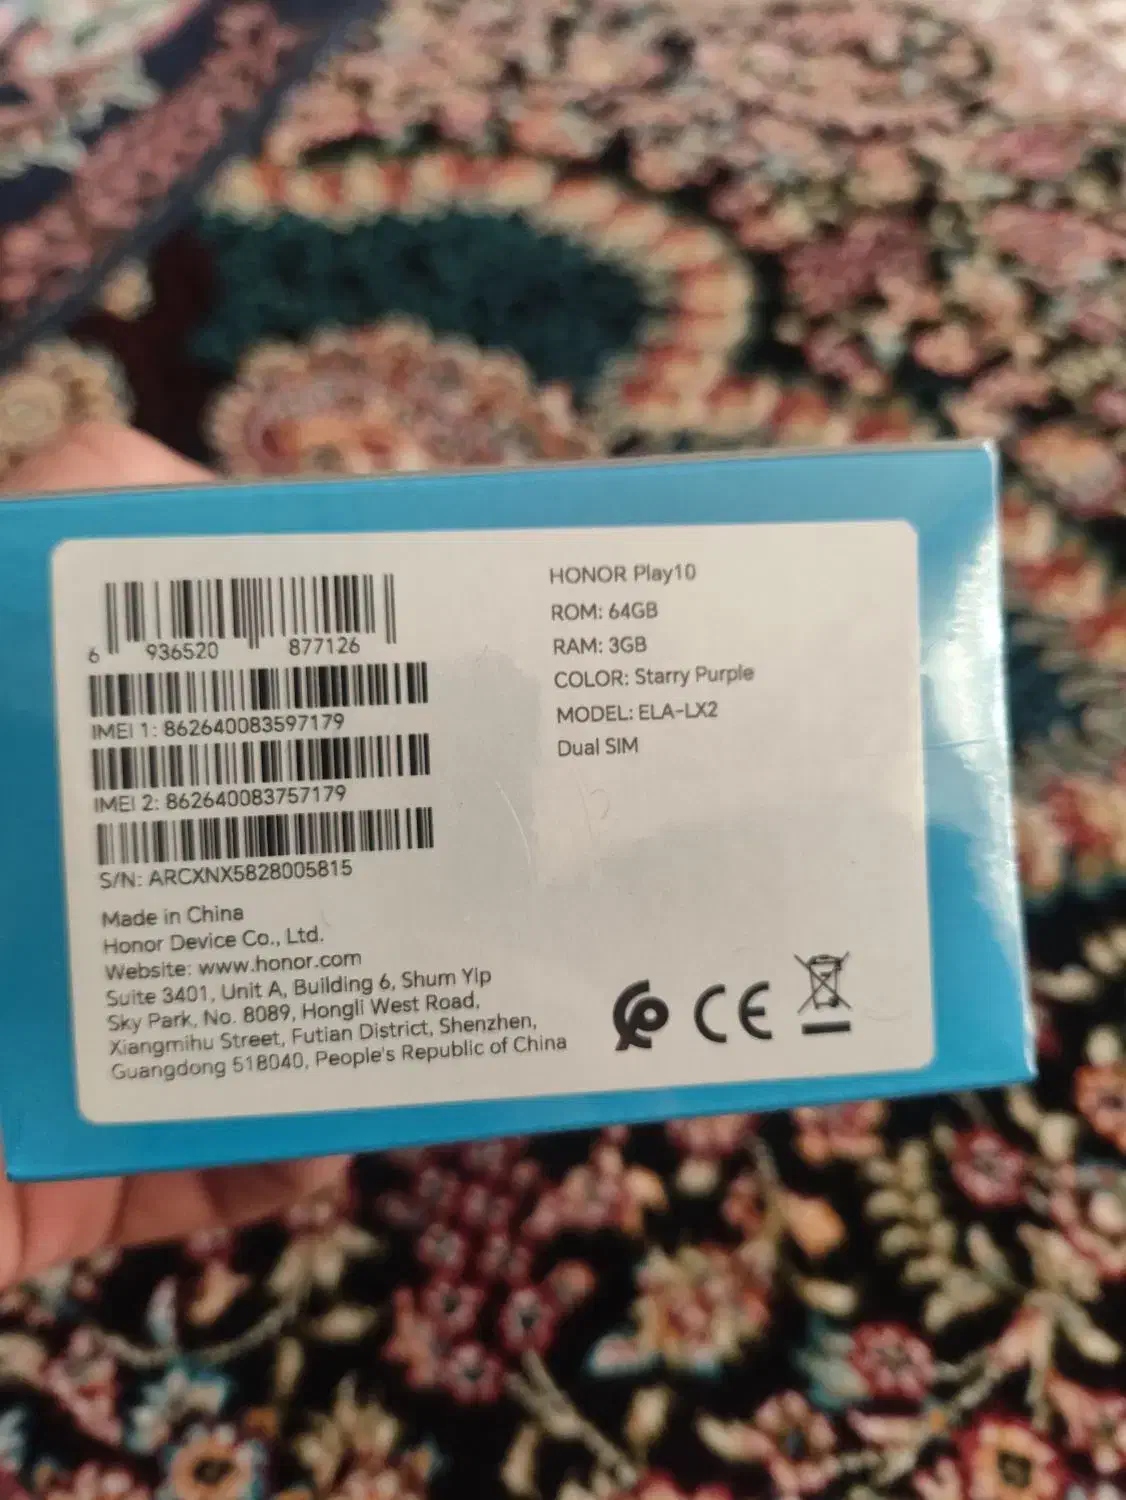 6 936520 877126
IMEI 1: 862640083597179
IMEI 2: 862640083757179
S/N: ARCXNX5828005815
Made in China
Honor Device Co., Ltd.
Website: www.honor.com
Suite 3401, Unit A, Building 6, Shum Yip
Sky Park, No. 8089, Hongli West Road,
Xiangmihu Street, Futian District, Shenzhen,
Guangdong 518040, People's Republic of China
HONOR Play10
ROM: 64GB
RAM: 3GB
COLOR: Starry Purple
MODEL: ELA-LX2
Dual SIM
CE